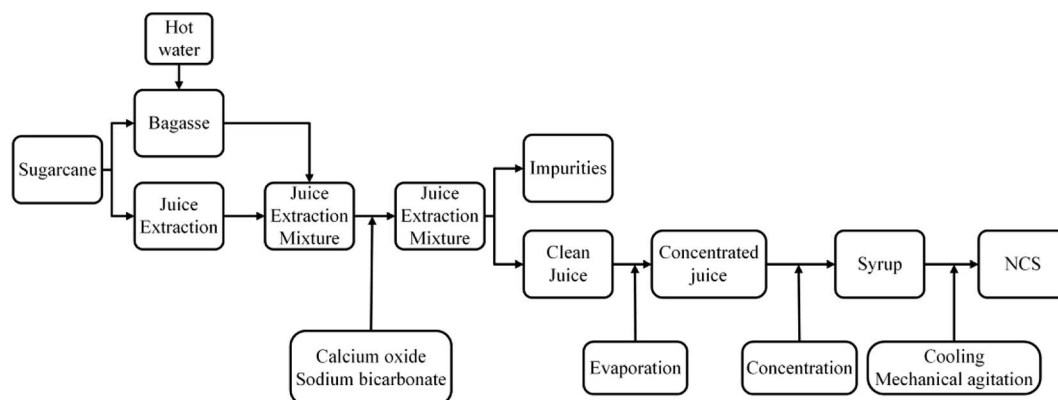 Hot
water
Bagasse
Sugarcane
Juice
Extraction
Juice
Extraction
Mixture
Juice
Extraction
Mixture
Impurities
Clean
Juice
Concentrated
juice
Syrup
NCS
Calcium oxide
Sodium bicarbonate
Evaporation
Concentration
Cooling
Mechanical agitation